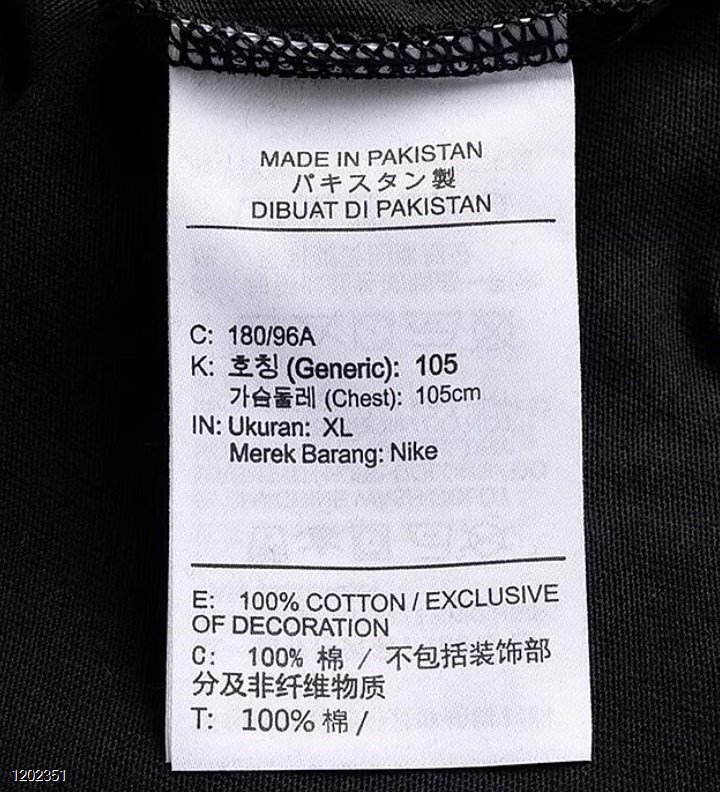 MADE IN PAKISTAN
パキスタン製
DIBUAT DI PAKISTAN
C: 180/96A
K: 호칭 (Generic): 105
가슴둘레 (Chest): 105cm
IN: Ukuran: XL
Merek Barang: Nike
E: 100% COTTON / EXCLUSIVE
OF DECORATION
C: 100% 棉 / 不包括装饰部
分及非纤维物质
T: 100% 棉 /
1202351